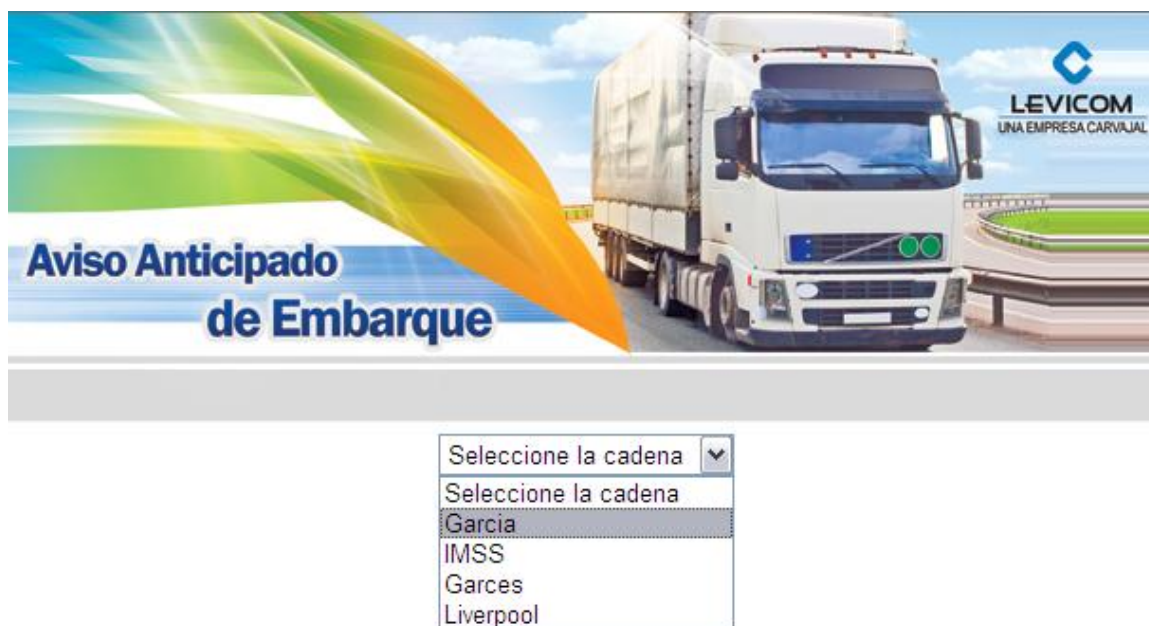 LEVICOM
UNA EMPRESA CARVAJAL
Aviso Anticipado
de Embarque
Seleccione la cadena
Seleccione la cadena
Garcia
IMSS
Garces
Liverpool